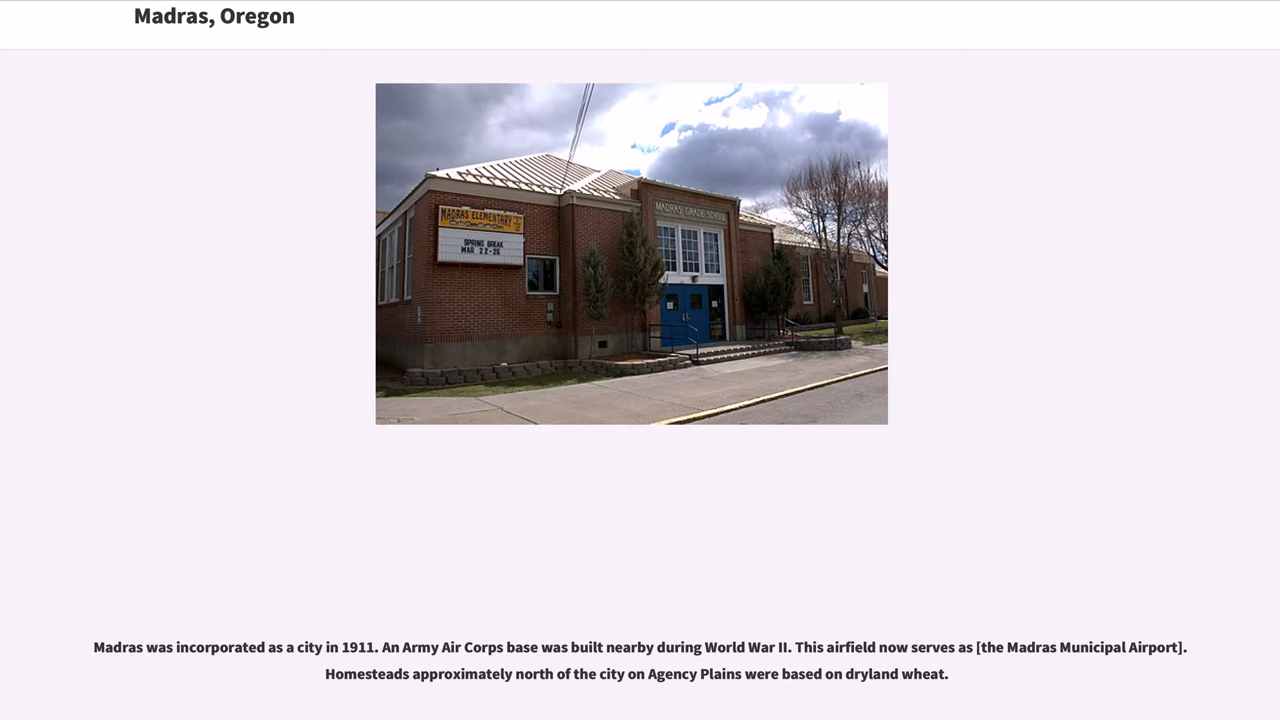 Madras, Oregon
MADRAS GRADE SCHOOL
MADRAS ELEMENTARY
SPRING BREAK
MAR 22-26
Madras was incorporated as a city in 1911. An Army Air Corps base was built nearby during World War II. This airfield now serves as [the Madras Municipal Airport].
Homesteads approximately north of the city on Agency Plains were based on dryland wheat.